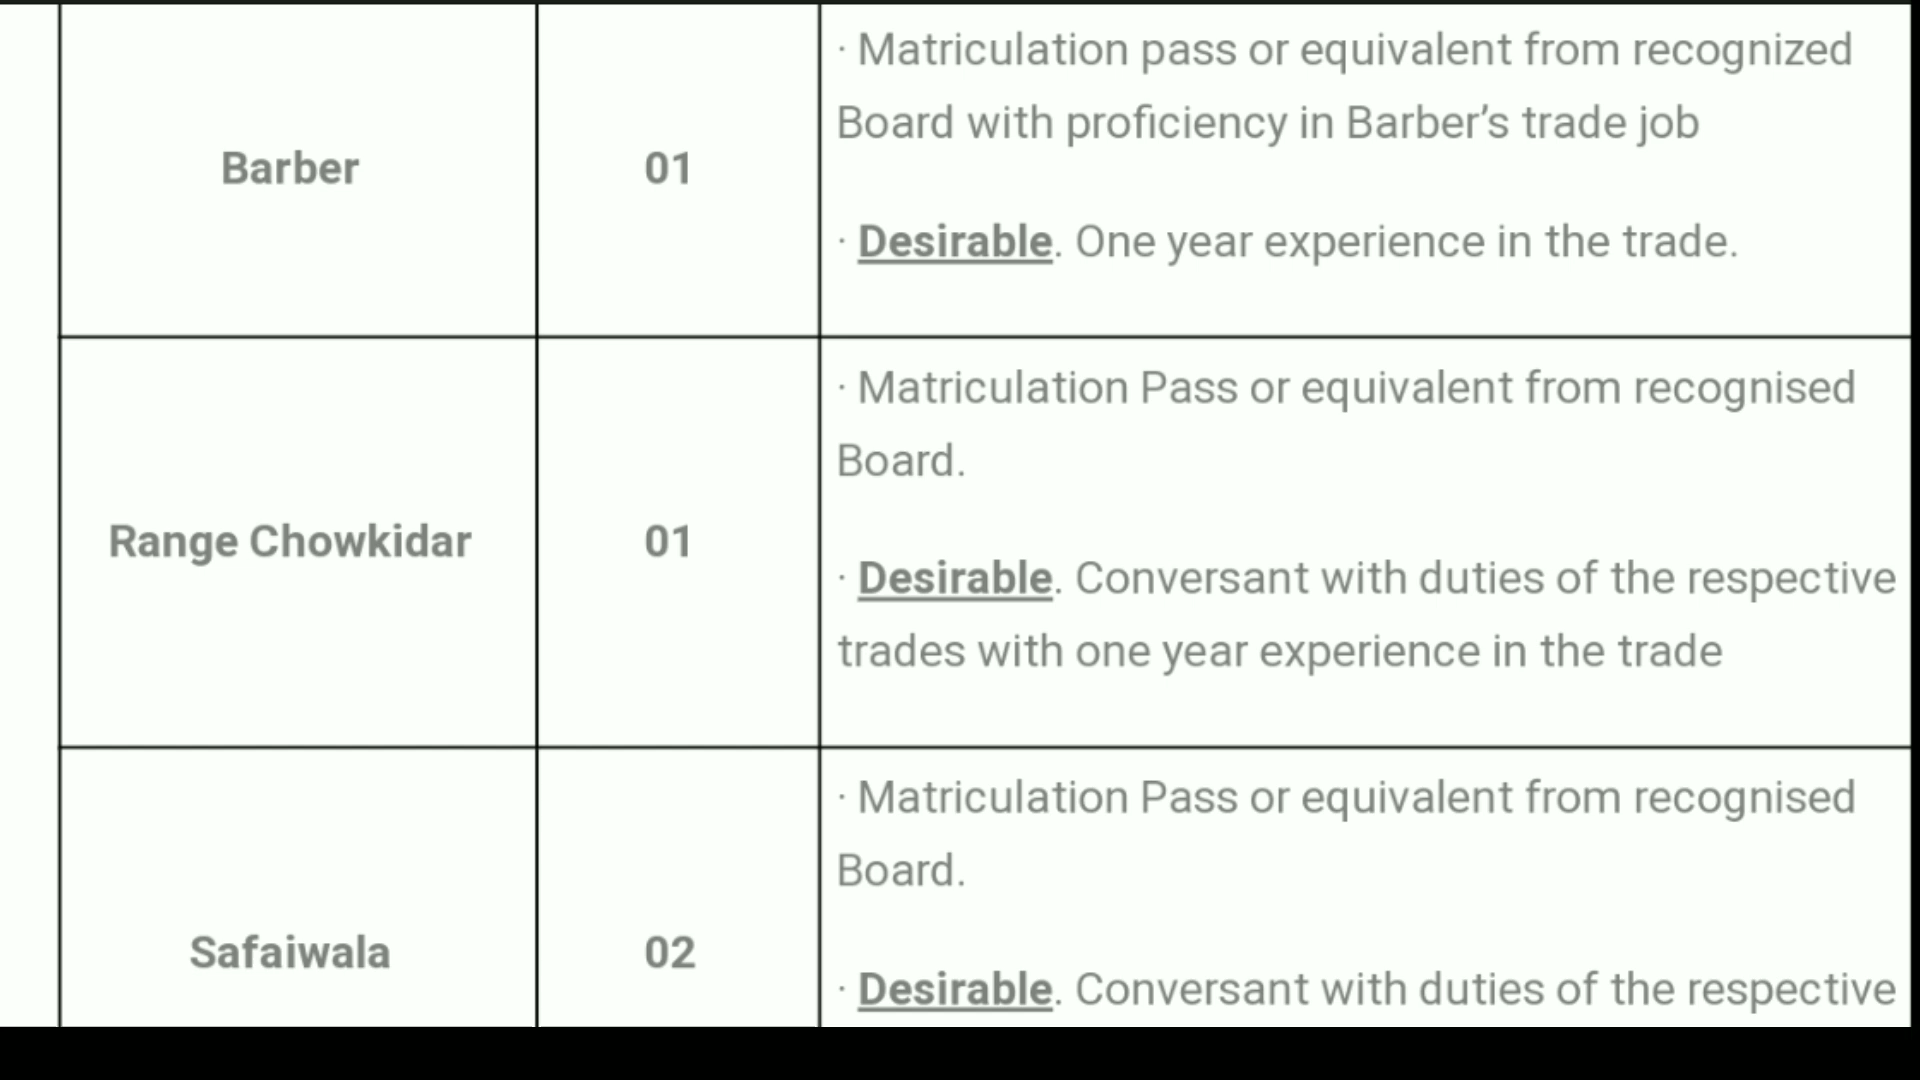 · Matriculation pass or equivalent from recognized
Board with proficiency in Barber’s trade job
Barber
01
· Desirable. One year experience in the trade.
· Matriculation Pass or equivalent from recognised
Board.
Range Chowkidar
01
· Desirable. Conversant with duties of the respective
trades with one year experience in the trade
· Matriculation Pass or equivalent from recognised
Board.
Safaiwala
02
· Desirable. Conversant with duties of the respective